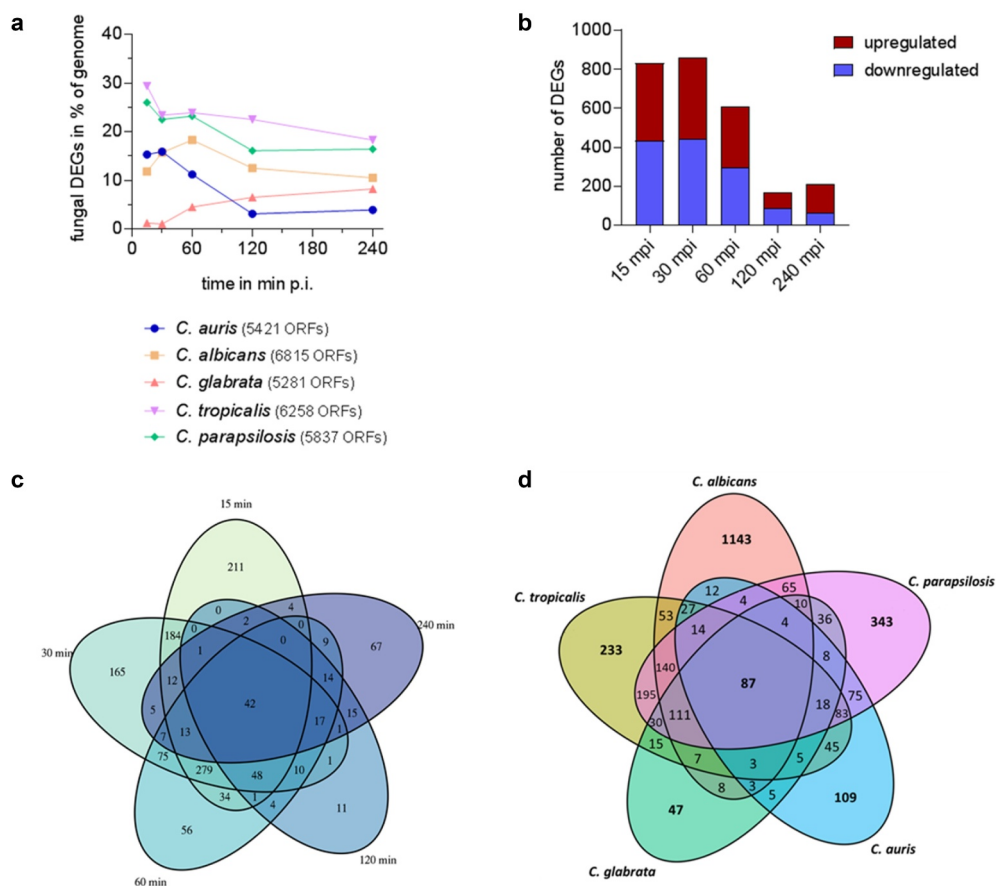 a
40
30
20
10
0
fungal DEGs in % of genome
0 60 120 180 240
time in min p.i.
C. auris (5421 ORFs)
C. albicans (6815 ORFs)
C. glabrata (5281 ORFs)
C. tropicalis (6258 ORFs)
C. parapsilosis (5837 ORFs)
b
1000
800
600
400
200
0
number of DEGs
15 mpi
30 mpi
60 mpi
120 mpi
240 mpi
upregulated
downregulated
c
15 min
211
240 min
30 min
0 4
2 0
184 0
1 0 9 67
165
12 14
42
5 17 15
7 13 1
75 279 48 10 1
34 1 4 11
56
120 min
60 min
d
C. albicans
1143
C. parapsilosis
C. tropicalis
12 65
4 10
53 27
14 4 36 343
233
8
140
87
195 18 75
30 111 83
15
7 3 5 45
8 3 5
47 109
C. auris
C. glabrata